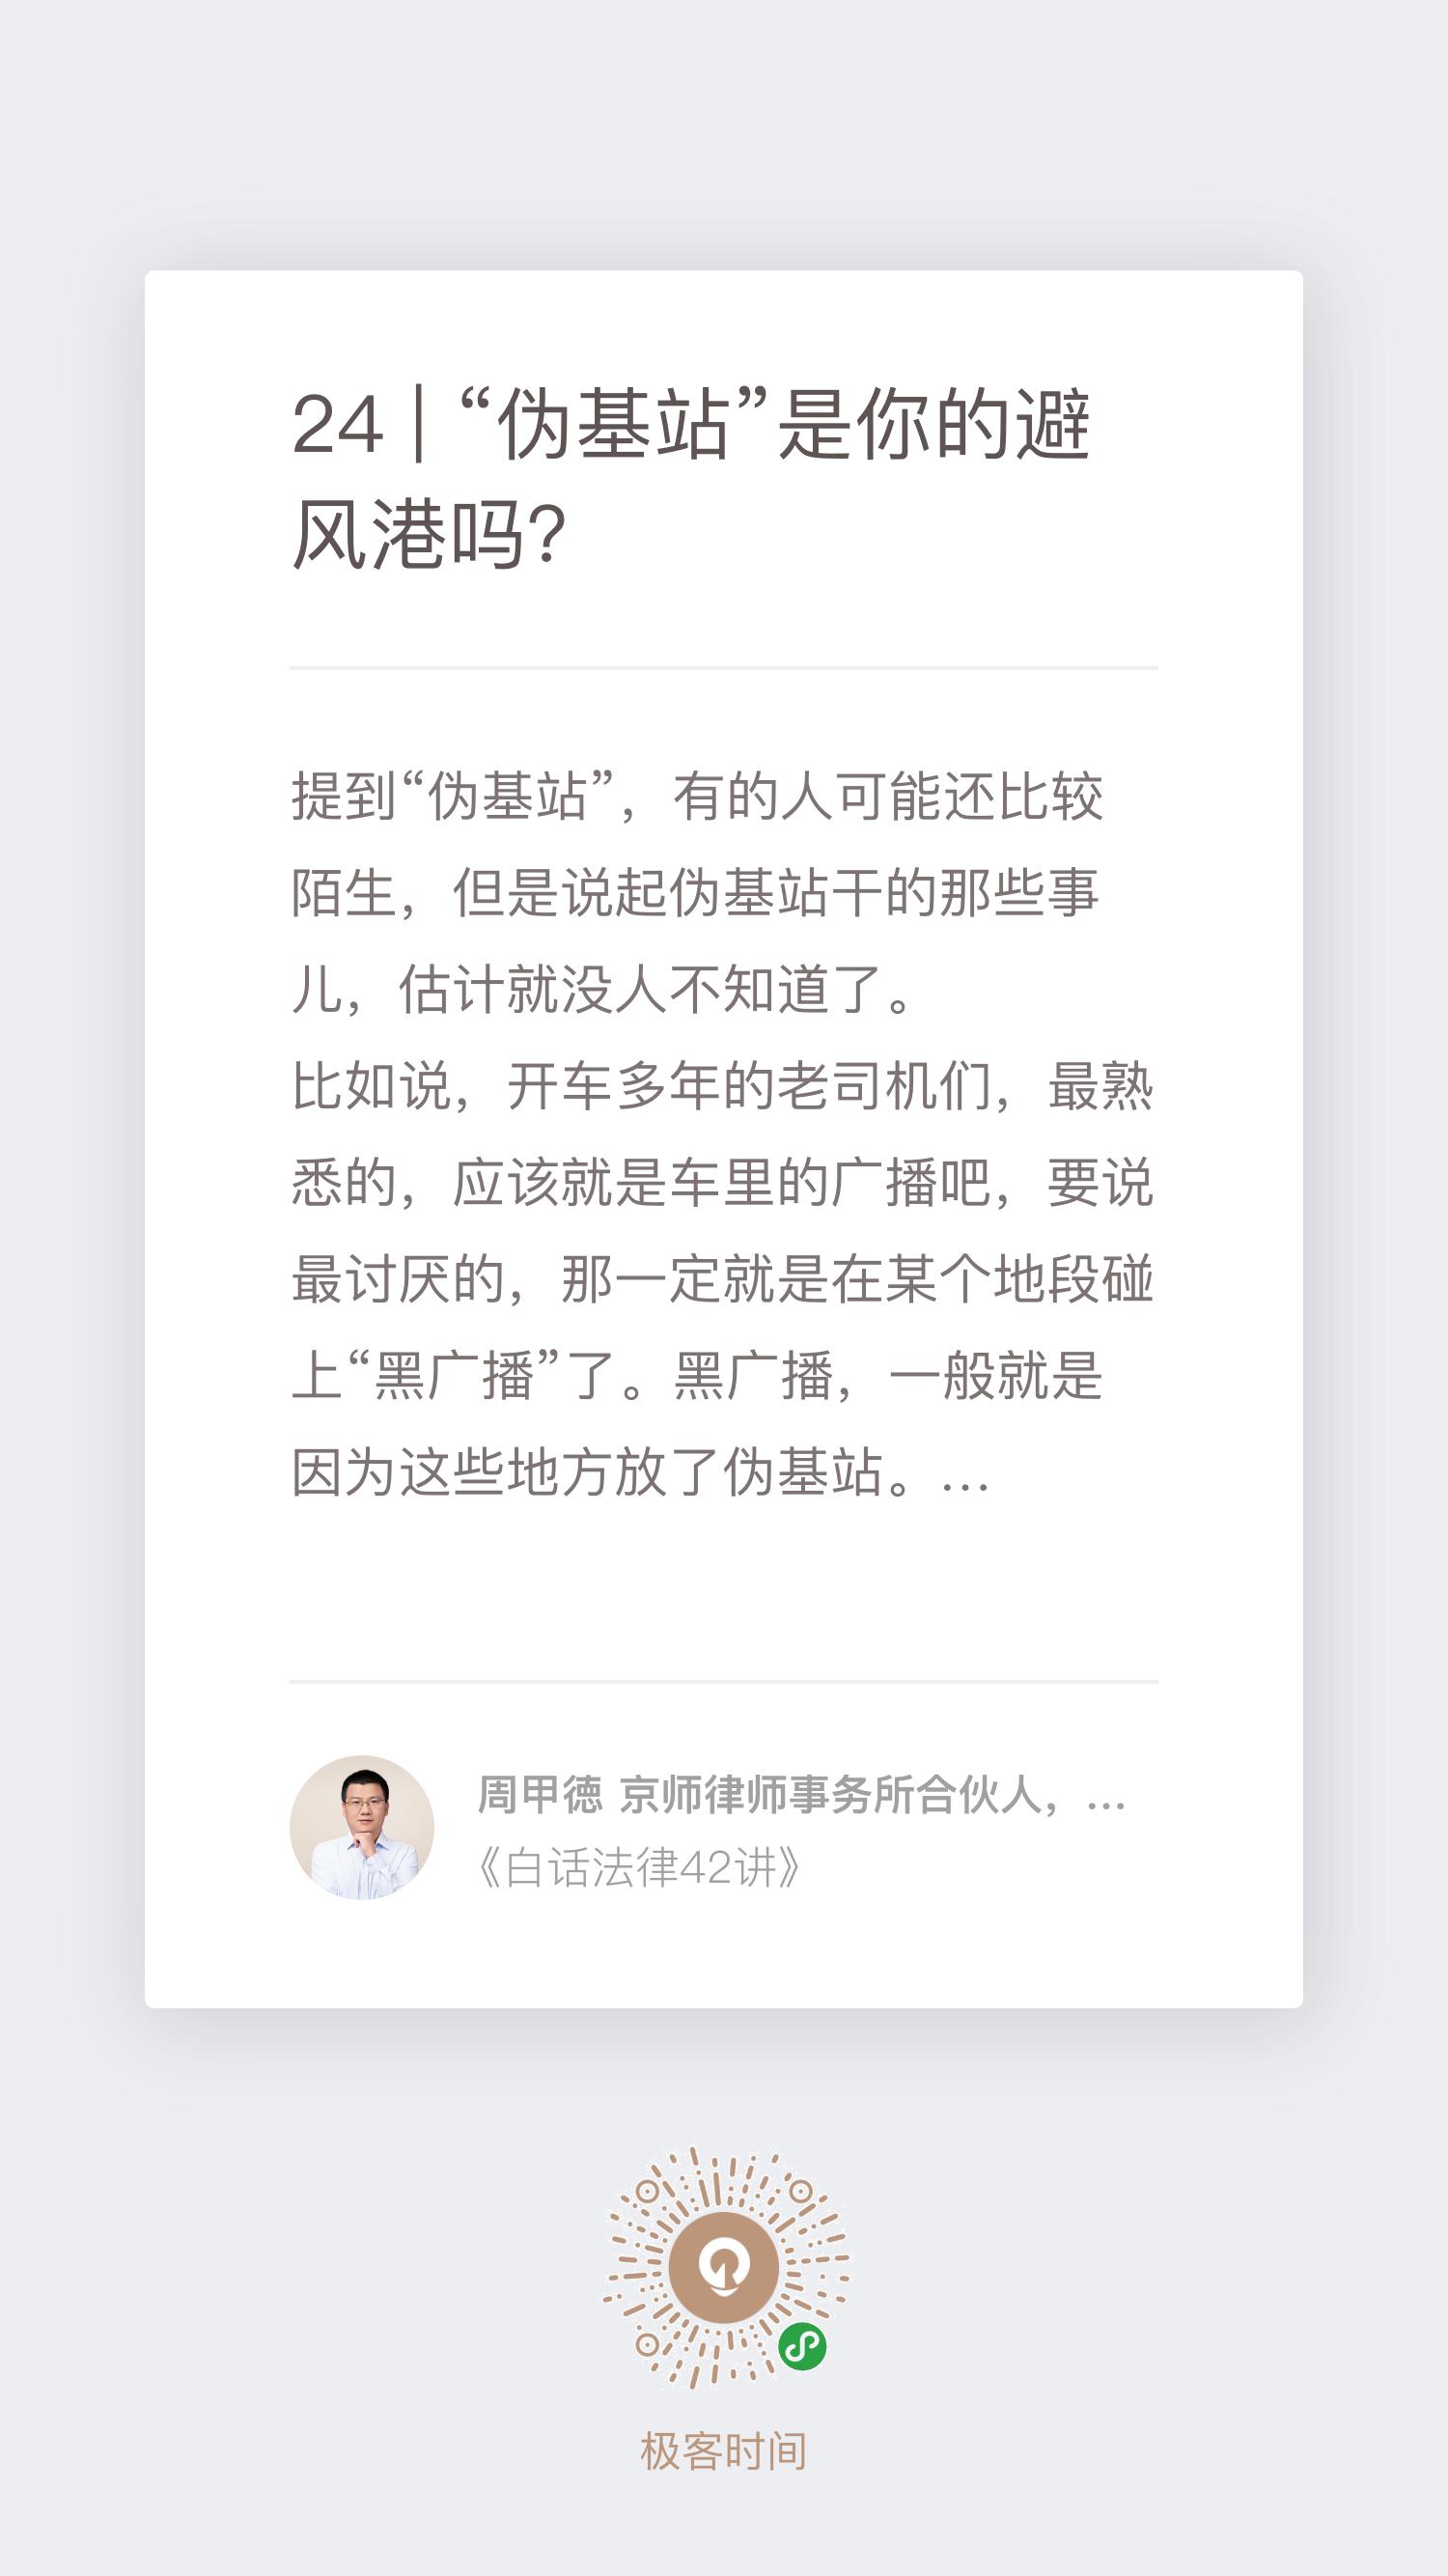 24 | “伪基站”是你的避
风港吗？
提到“伪基站”，有的人可能还比较
陌生，但是说起伪基站干的那些事
儿，估计就没人不知道了。
比如说，开车多年的老司机们，最熟
悉的，应该就是车里的广播吧，要说
最讨厌的，那一定就是在某个地段碰
上“黑广播”了。黑广播，一般就是
因为这些地方放了伪基站。...
周甲徳 京师律师事务所合伙人，...
《白话法律42讲》
极客时间